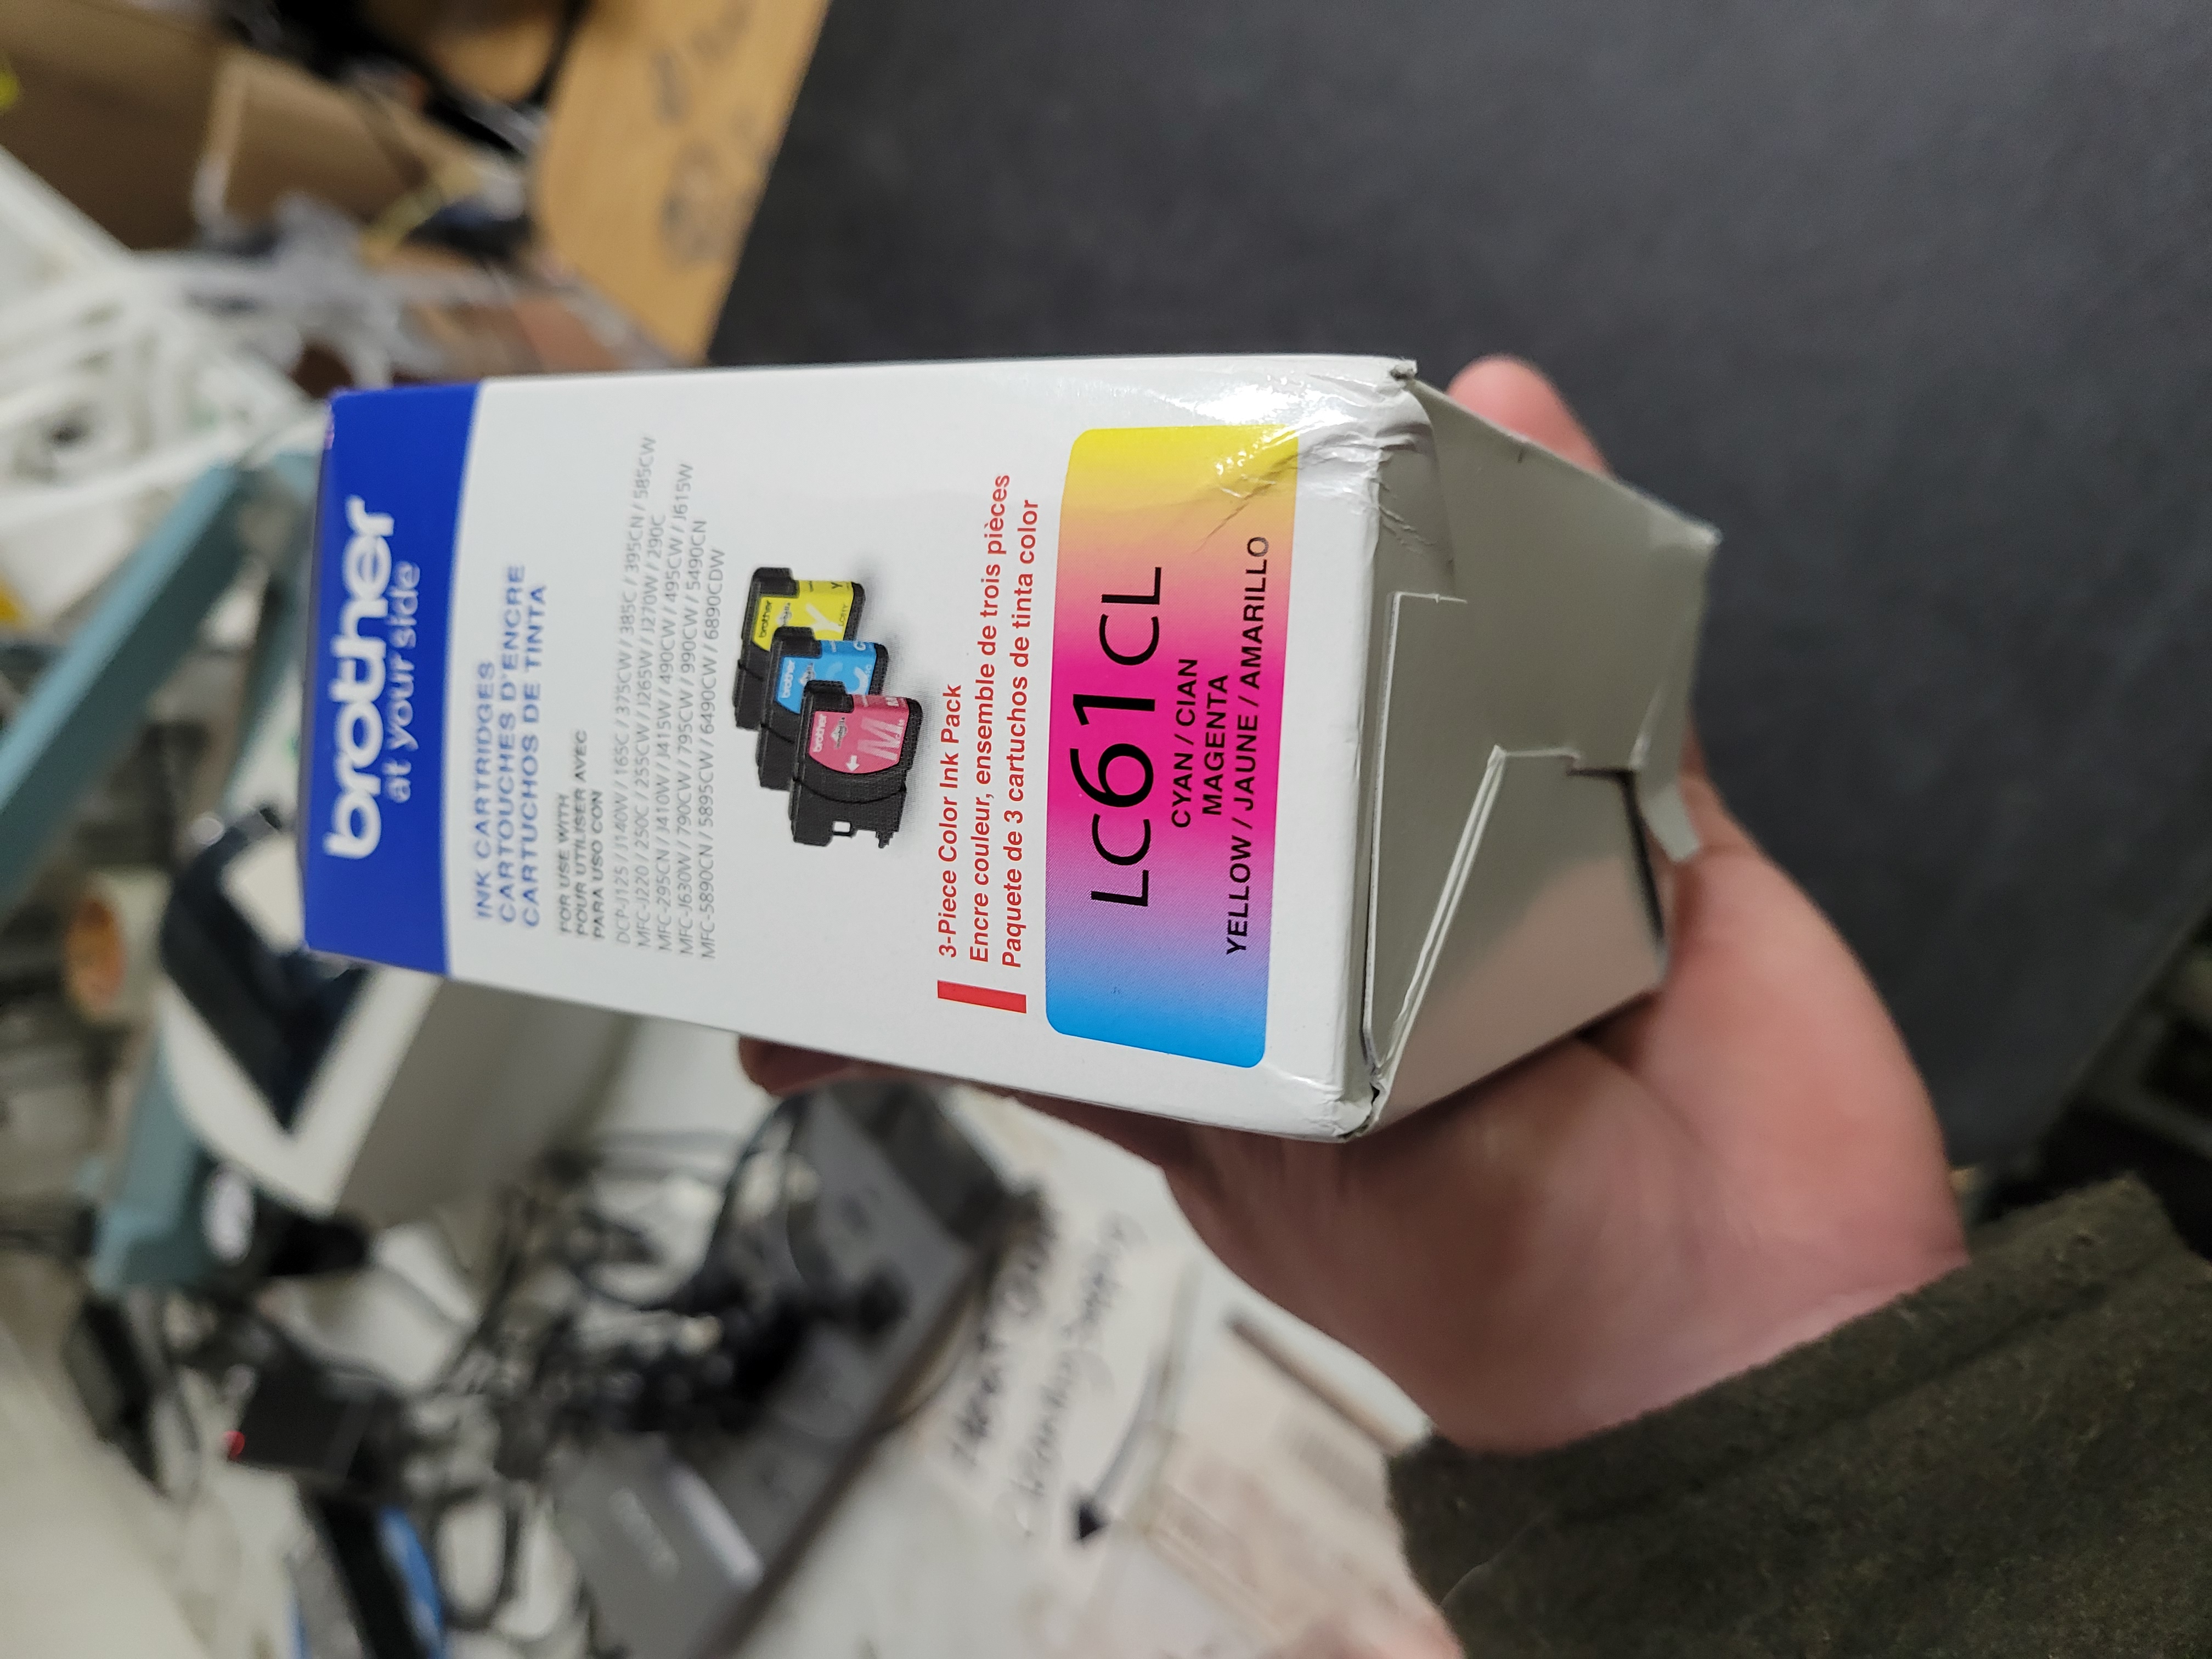 brother
at your side
INK CARTRIDGES
CARTOUCHES D'ENCRE
CARTUCHOS DE TINTA
FOR USE WITH
POUR UTILISER AVEC
PARA USO CON
DCP-J125 / J140W / 165C / 375CW / 385C / 395CN / 585CW
MFC-J220 / 250C / 255CW / J265W / J270W / 290C
MFC-295CN / J410W / J415W / 490CW / 495CW / J615W
MFC-J630W / 790CW / 795CW / 990CW / 5490CN
MFC-5890CN / 5895CW / 6490CW / 6890CDW
brother
Y
brother
C
brother
M
3-Piece Color Ink Pack
Encre couleur, ensemble de trois pièces
Paquete de 3 cartuchos de tinta color
LC61CL
CYAN / CIAN
MAGENTA
YELLOW / JAUNE / AMARILLO